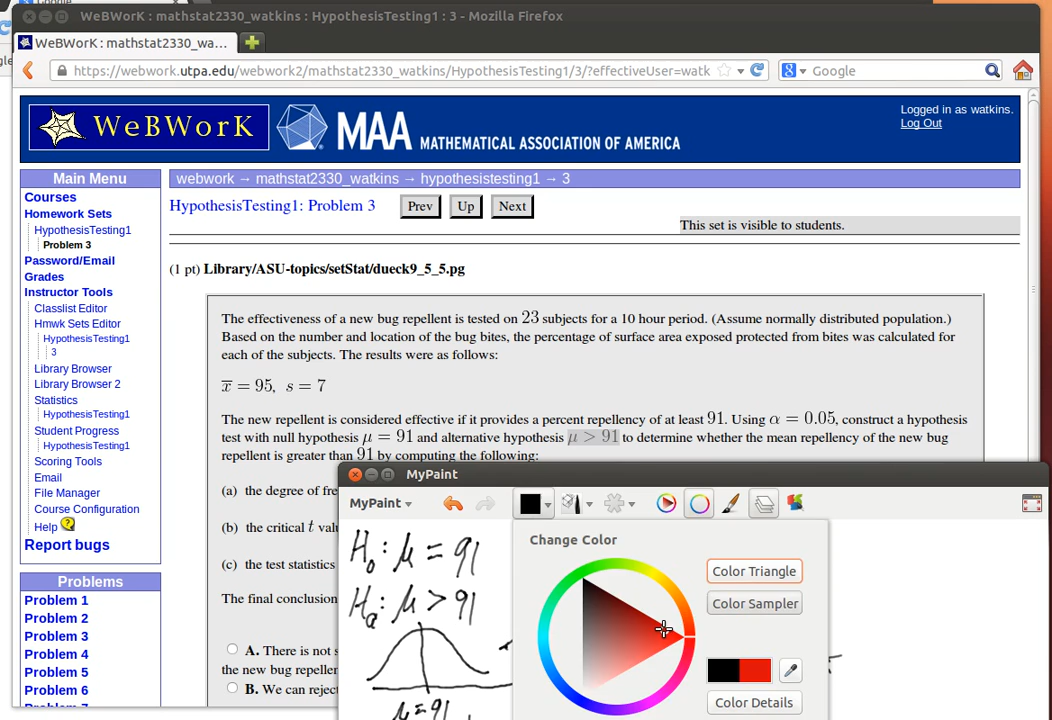 Google
WeBWorK : mathstat2330_watkins : HypothesisTesting1 : 3 - Mozilla Firefox
WeBWorK : mathstat2330_wa...
https://webwork.utpa.edu/webwork2/mathstat2330_watkins/HypothesisTesting1/3/?effectiveUser=watk
Google
WeBWorK
MAA MATHEMATICAL ASSOCIATION OF AMERICA
Logged in as watkins.
Log Out
Main Menu
Courses
Homework Sets
HypothesisTesting1
Problem 3
Password/Email
Grades
Instructor Tools
Classlist Editor
Hmwk Sets Editor
HypothesisTesting1
3
Library Browser
Library Browser 2
Statistics
HypothesisTesting1
Student Progress
HypothesisTesting1
Scoring Tools
Email
File Manager
Course Configuration
Help ?
Report bugs
Problems
Problem 1
Problem 2
Problem 3
Problem 4
Problem 5
Problem 6
webwork → mathstat2330_watkins → hypothesistesting1 → 3
HypothesisTesting1: Problem 3
Prev Up Next
This set is visible to students.
(1 pt) Library/ASU-topics/setStat/dueck9_5_5.pg
The effectiveness of a new bug repellent is tested on 23 subjects for a 10 hour period. (Assume normally distributed population.)
Based on the number and location of the bug bites, the percentage of surface area exposed protected from bites was calculated for
each of the subjects. The results were as follows:
x̄ = 95, s = 7
The new repellent is considered effective if it provides a percent repellency of at least 91. Using α = 0.05, construct a hypothesis
test with null hypothesis μ = 91 and alternative hypothesis μ > 91 to determine whether the mean repellency of the new bug
repellent is greater than 91 by computing the following:
(a) the degree of fre
(b) the critical t val
(c) the test statistics
The final conclusion
A. There is not s
the new bug repeller
B. We can reject
MyPaint
MyPaint
H₀: μ = 91
Hₐ: μ > 91
μ=91
Change Color
Color Triangle
Color Sampler
Color Details